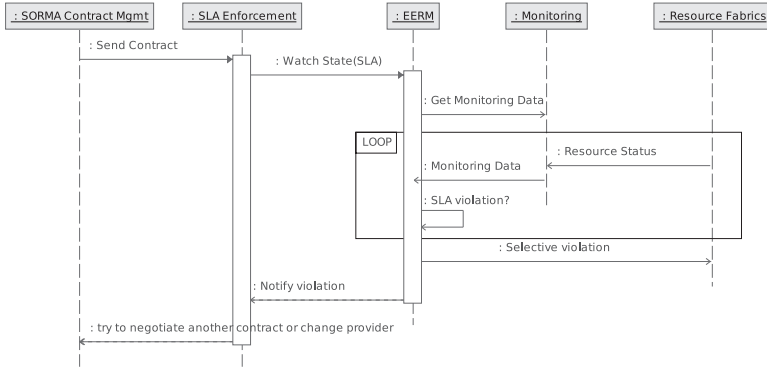 : SORMA Contract Mgmt
: SLA Enforcement
: EERM
: Monitoring
: Resource Fabrics
: Send Contract
: Watch State(SLA)
: Get Monitoring Data
LOOP
: Resource Status
: Monitoring Data
: SLA violation?
: Selective violation
: Notify violation
: try to negotiate another contract or change provider